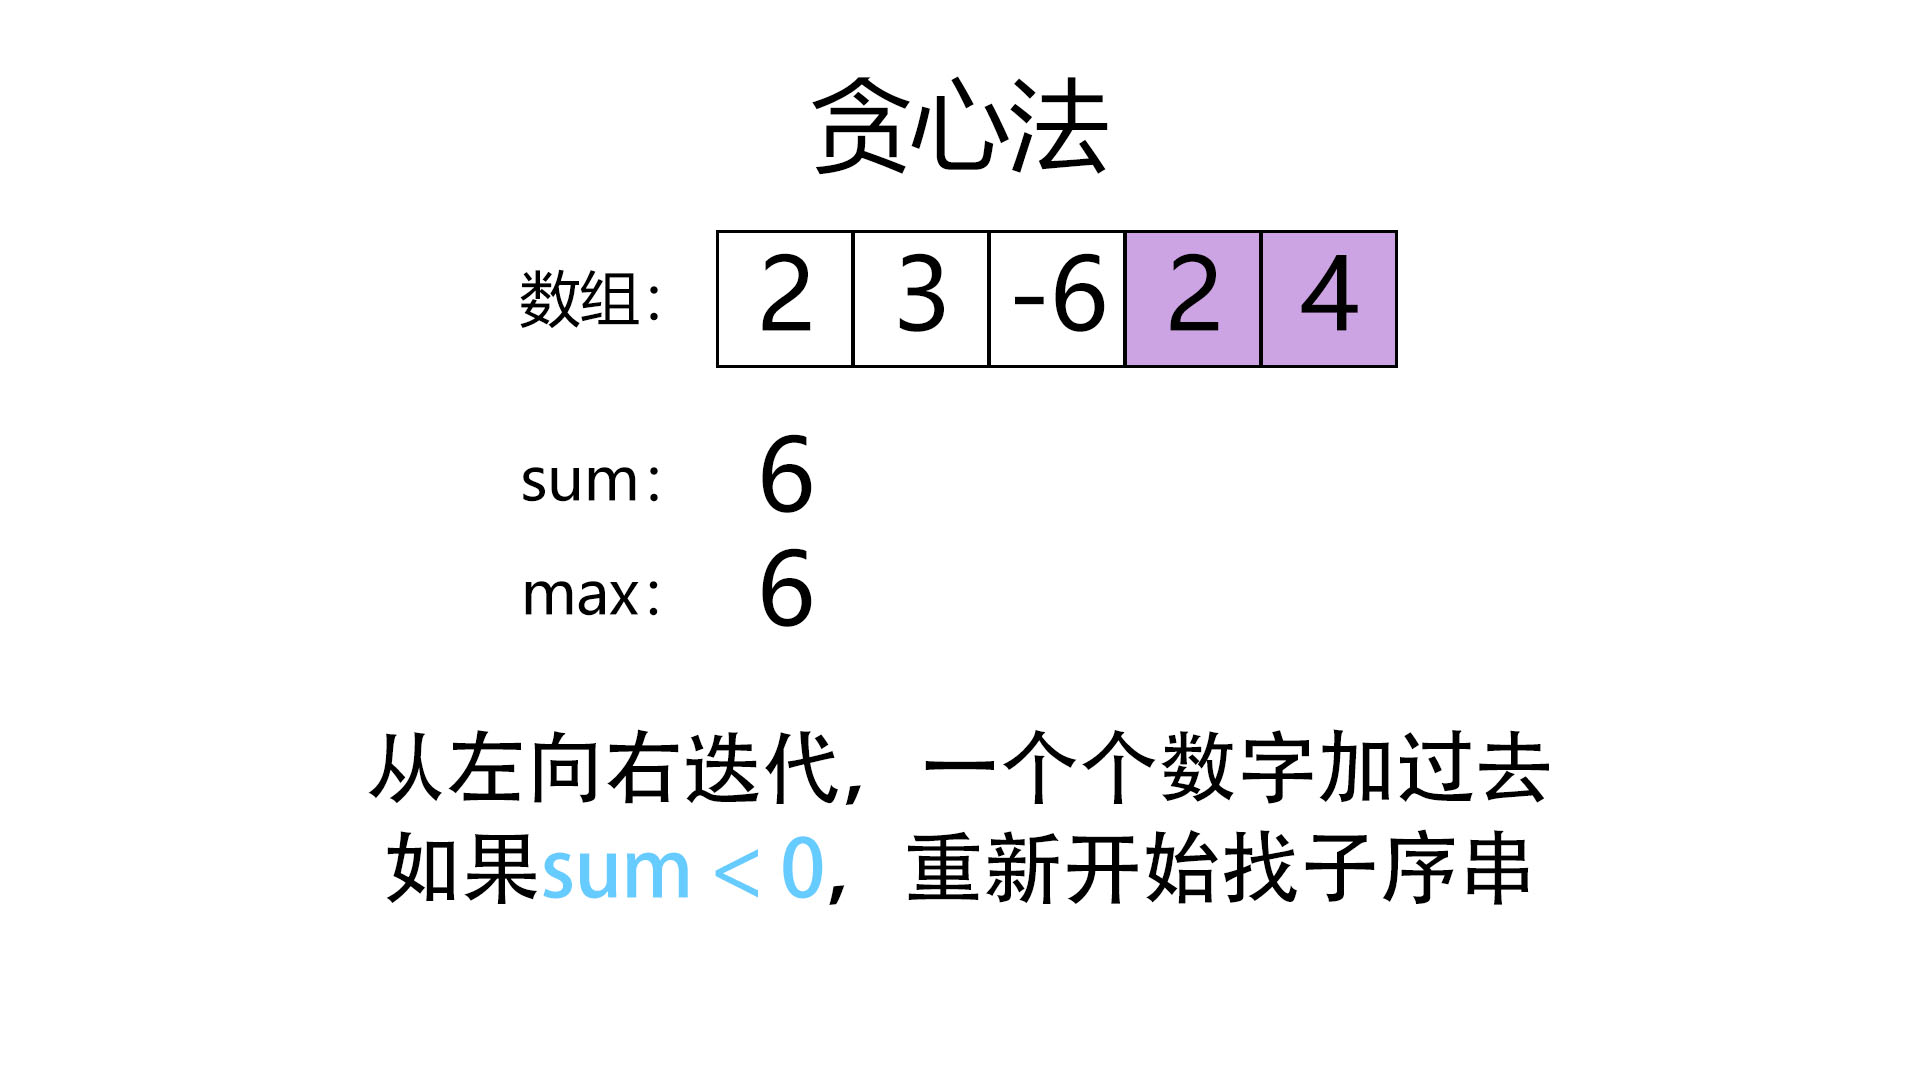 贪心法
数组： 2 3 -6 2 4
sum： 6
max： 6
从左向右迭代，一个个数字加过去
如果sum < 0，重新开始找子序串